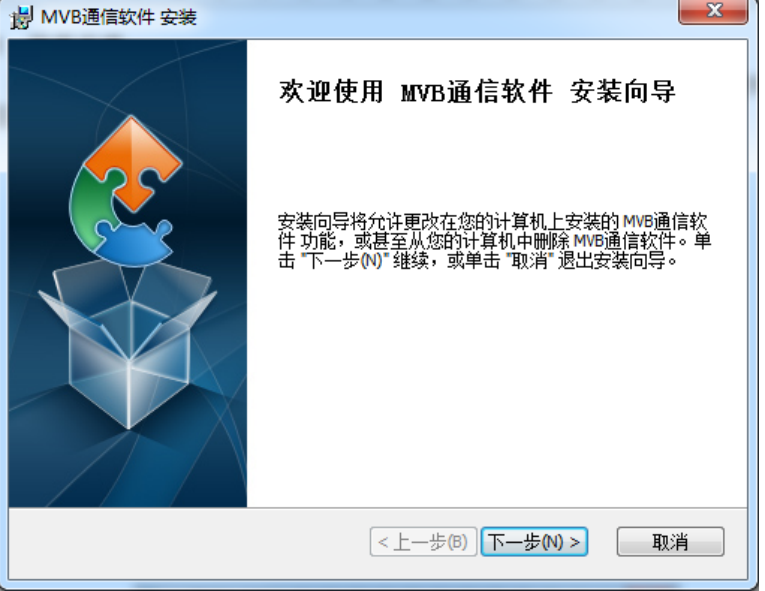 MVB通信软件 安装
欢迎使用 MVB通信软件 安装向导
安装向导将允许更改在您的计算机上安装的 MVB通信软
件 功能，或甚至从您的计算机中删除 MVB通信软件。单
击 "下一步(N)" 继续，或单击 "取消" 退出安装向导。
< 上一步(B)
下一步(N) >
取消